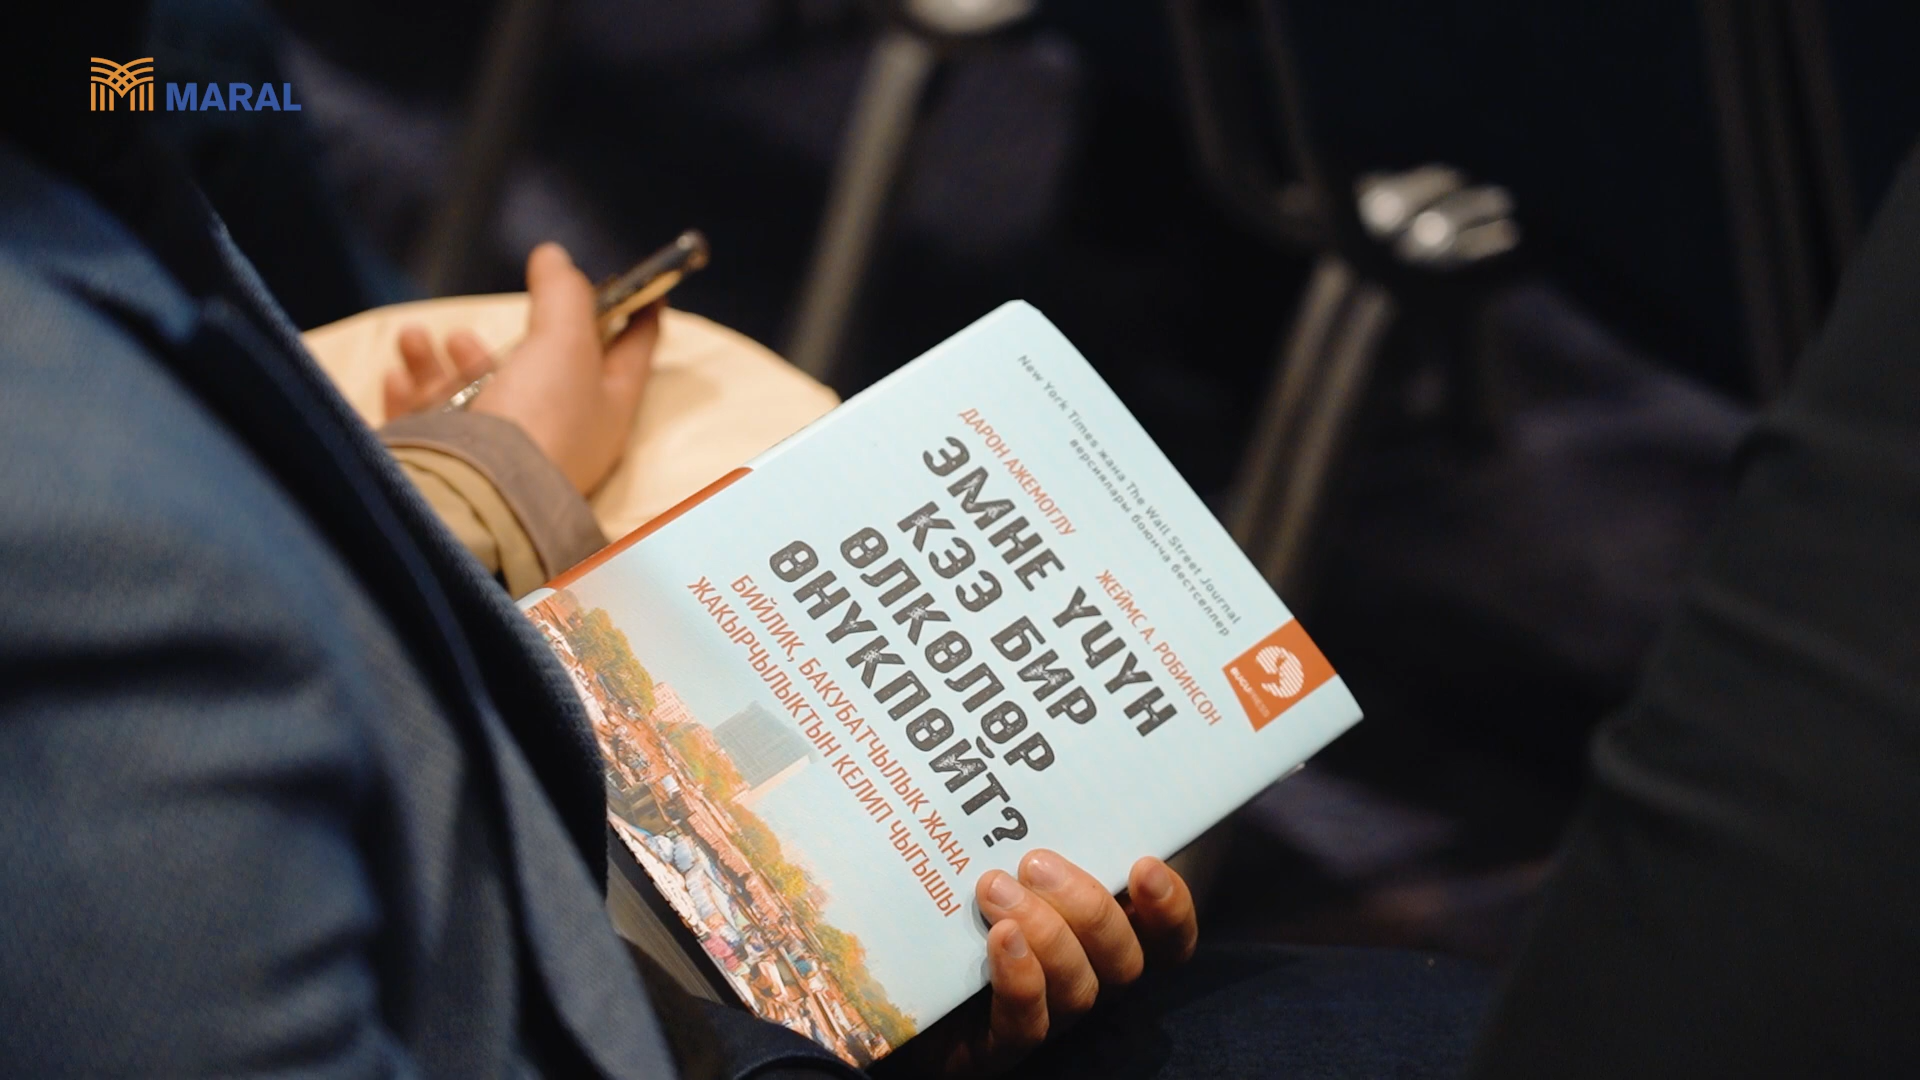 MARAL
New York Times жана The Wall Street Journal
версиялары боюнча бестселлер
ДАРОН АЖЕМОГЛУ
ЖЕЙМС А. РОБИНСОН
ЭМНЕ ҮЧҮН
КЭЭ БИР
ӨЛКӨЛӨР
ӨНҮКПӨЙТ?
БИЙЛИК, БАКУБАТЧЫЛЫК ЖАНА
ЖАКЫРЧЫЛЫКТЫН КЕЛИП ЧЫГЫШЫ